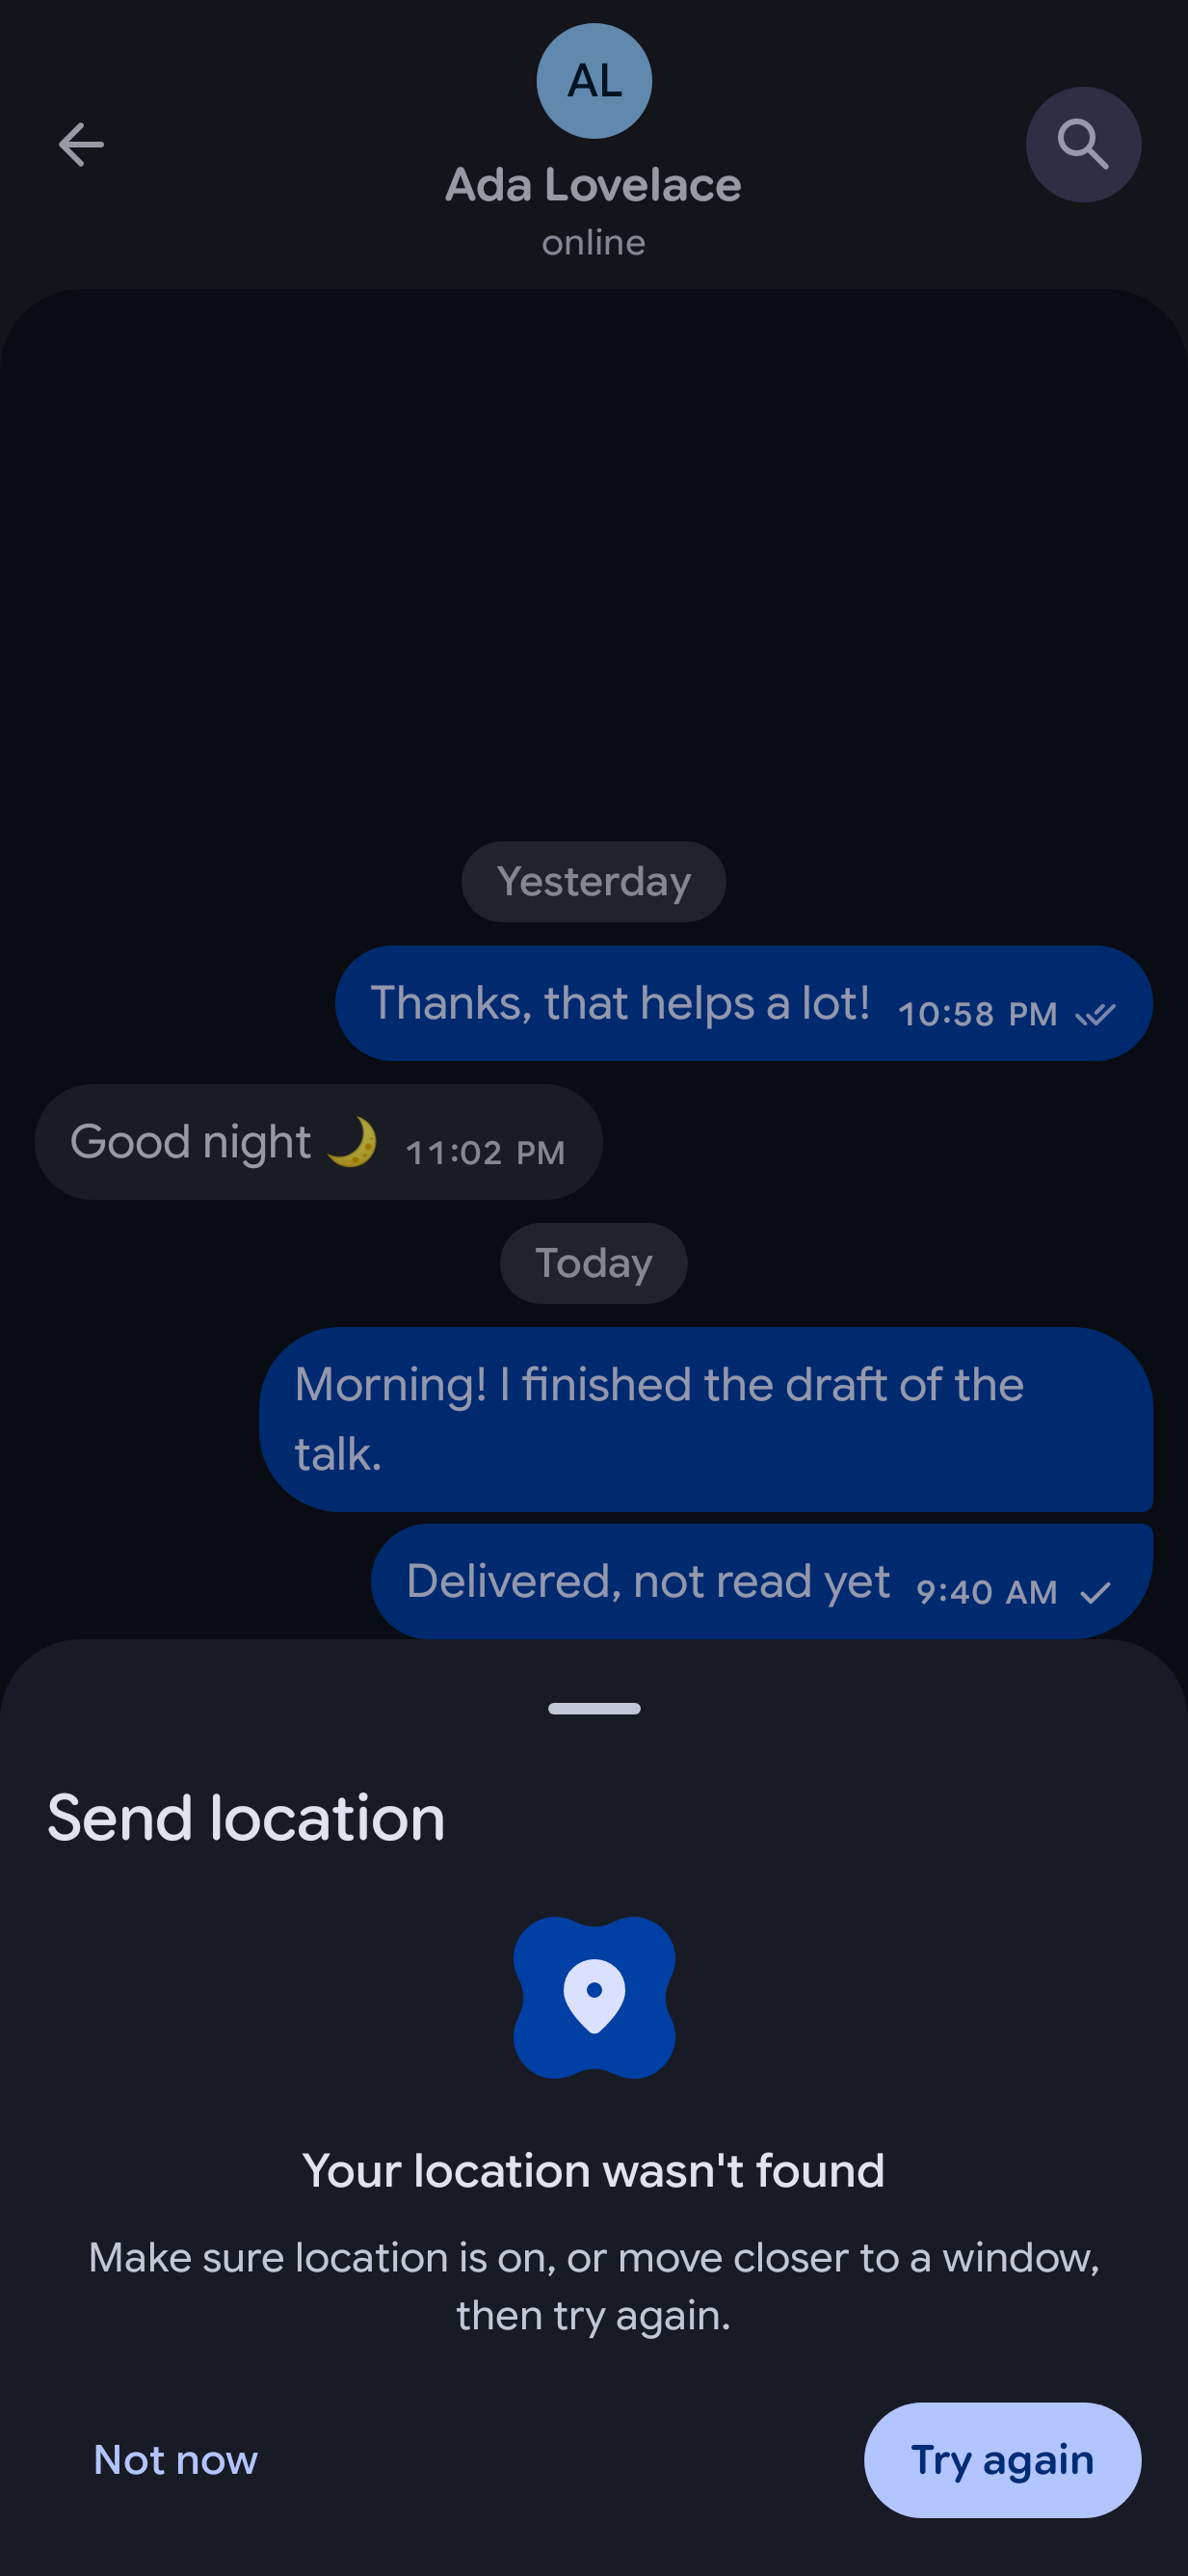 AL
Ada Lovelace
online
Yesterday
Thanks, that helps a lot! 10:58 PM
Good night 🌙 11:02 PM
Today
Morning! I finished the draft of the
talk.
Delivered, not read yet 9:40 AM
Send location
Your location wasn't found
Make sure location is on, or move closer to a window,
then try again.
Not now
Try again